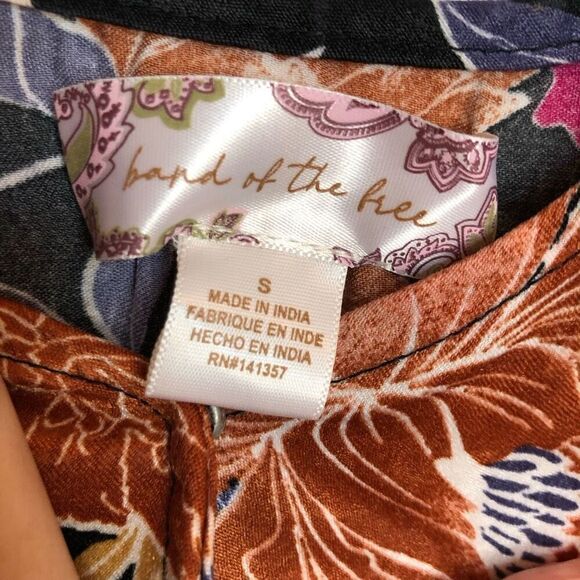 band of the free
S
MADE IN INDIA
FABRIQUE EN INDE
HECHO EN INDIA
RN#141357